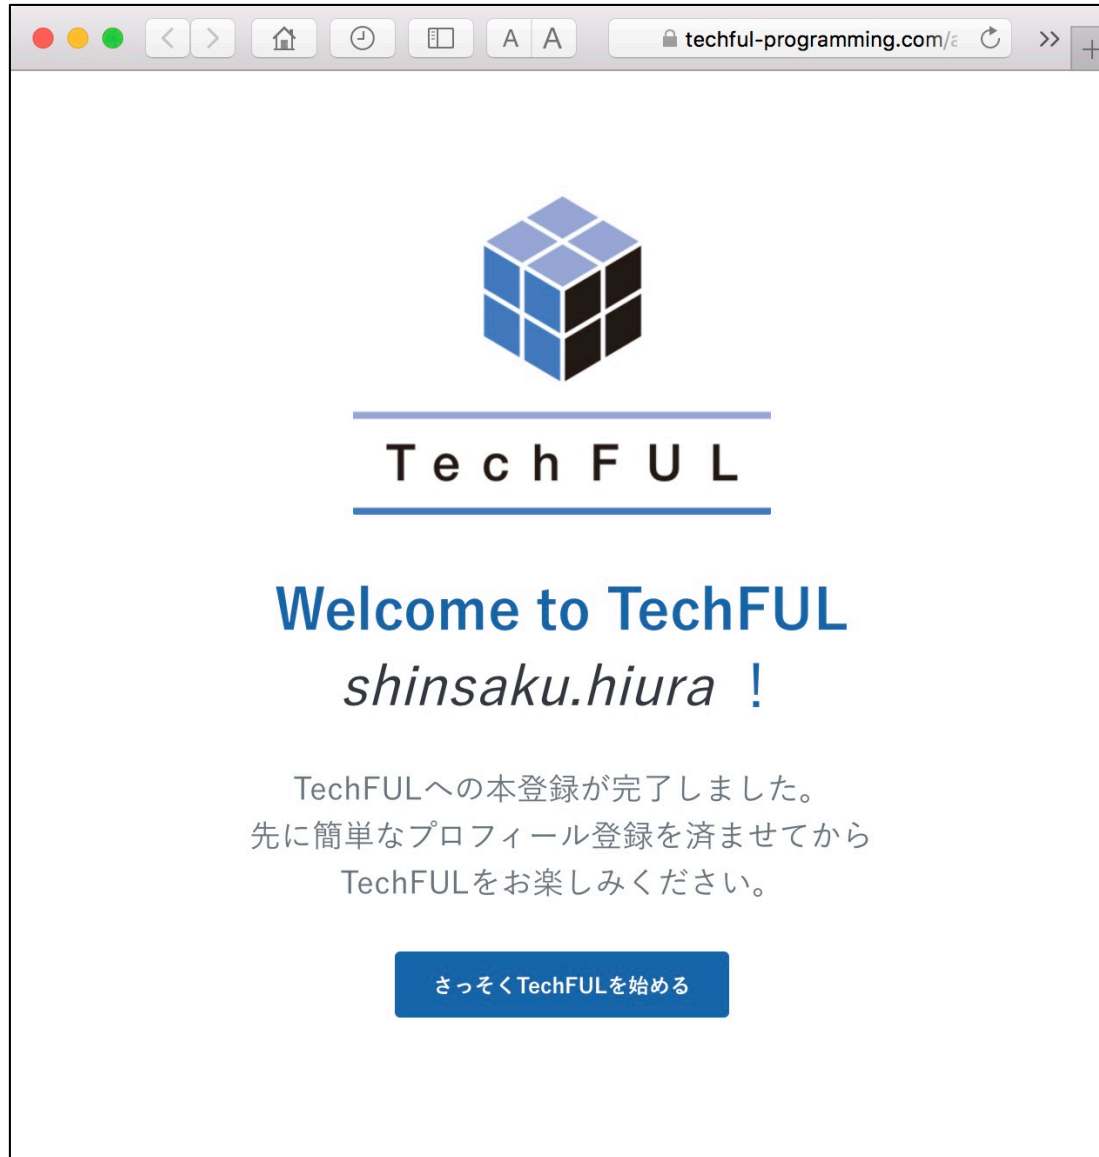 A A
techful-programming.com/a
TechFUL
Welcome to TechFUL
shinsaku.hiura !
TechFULへの本登録が完了しました。
先に簡単なプロフィール登録を済ませてから
TechFULをお楽しみください。
さっそくTechFULを始める